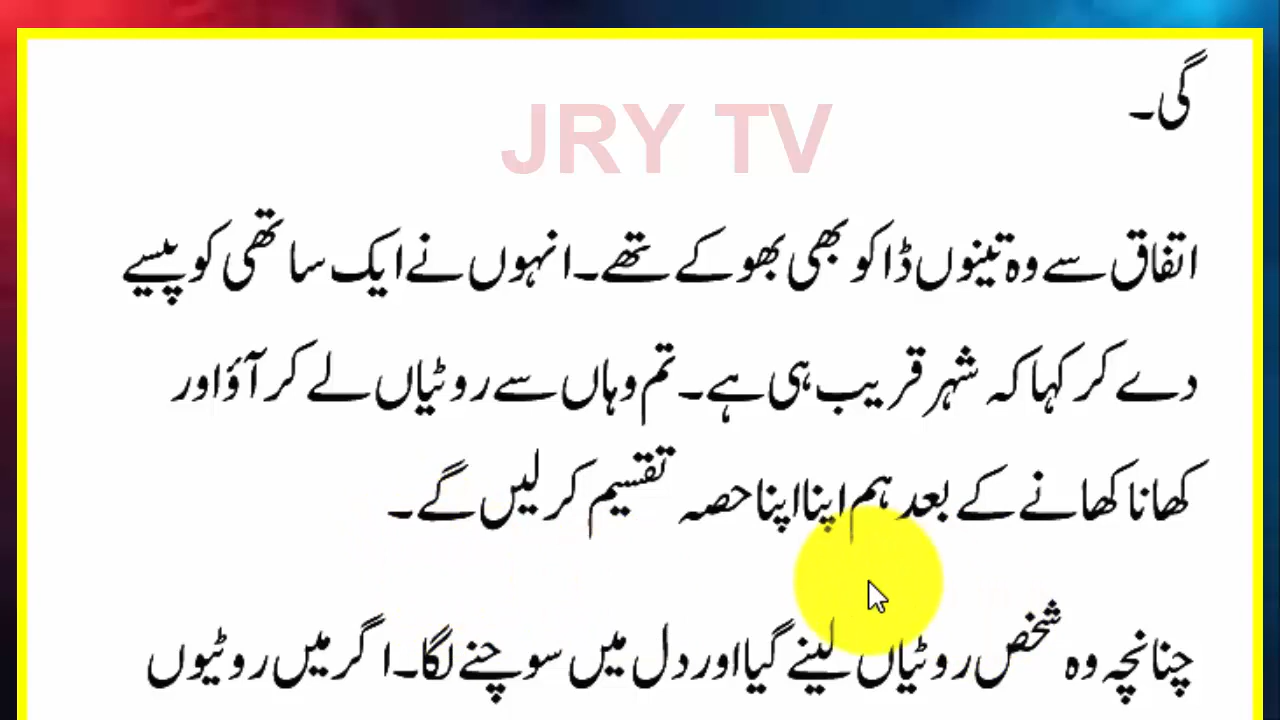 گی۔
JRY TV
اتفاق سے وہ تینوں ڈاکو بھی بھوکے تھے۔ انہوں نے ایک ساتھی کو پیسے
دے کر کہا کہ شہر قریب ہی ہے۔ تم وہاں سے روٹیاں لے کر آؤ اور
کھانا کھانے کے بعد ہم اپنا اپنا حصہ تقسیم کر لیں گے۔
چنانچہ وہ شخص روٹیاں لینے گیا اور دل میں سوچنے لگا۔ اگر میں روٹیوں